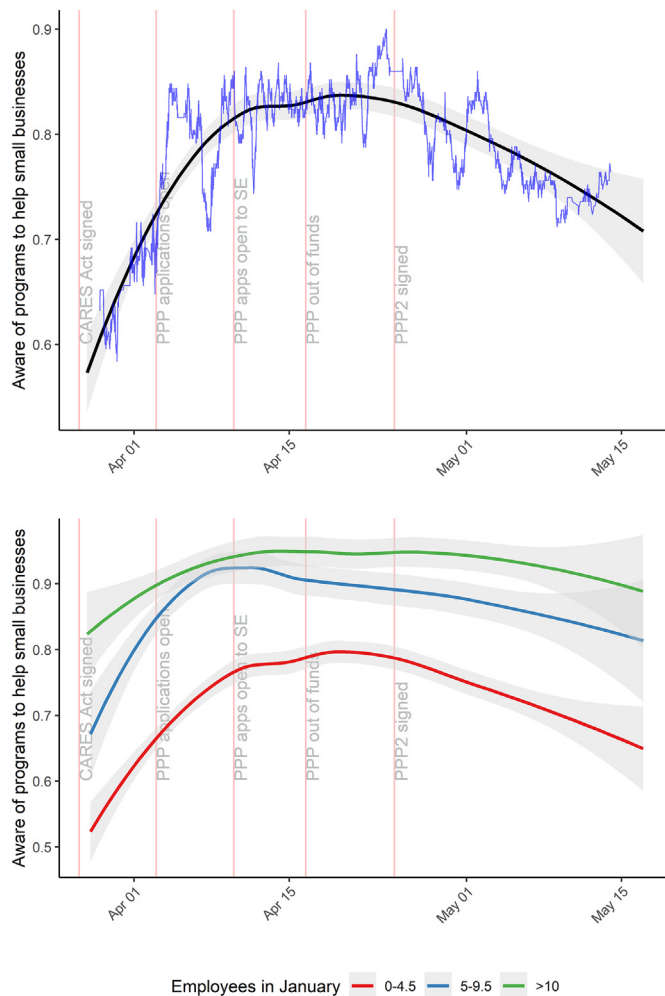 Aware of programs to help small businesses
0.9
0.8
0.7
0.6
CARES Act signed
PPP applications open
PPP apps open to SE
PPP out of funds
PPP2 signed
Apr 01
Apr 15
May 01
May 15
Aware of programs to help small businesses
0.9
0.8
0.7
0.6
0.5
CARES Act signed
PPP applications open
PPP apps open to SE
PPP out of funds
PPP2 signed
Apr 01
Apr 15
May 01
May 15
Employees in January 0-4.5 5-9.5 >10